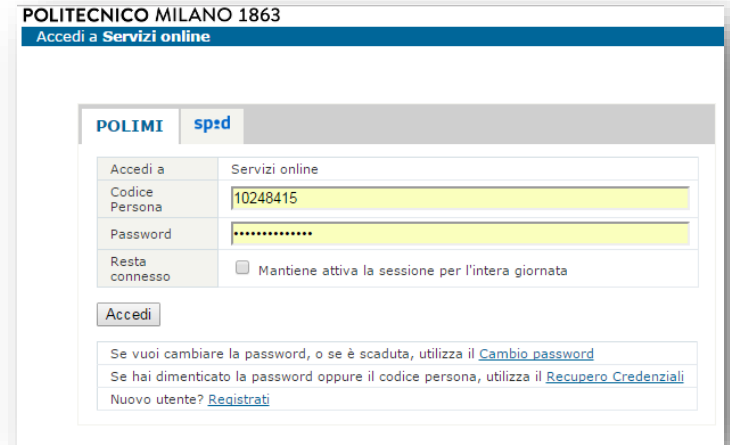 POLITECNICO MILANO 1863
Accedi a Servizi online
POLIMI
sp:d
Accedi a Servizi online
Codice Persona 10248415
Password ••••••••••••••
Resta connesso Mantiene attiva la sessione per l'intera giornata
Accedi
Se vuoi cambiare la password, o se è scaduta, utilizza il Cambio password
Se hai dimenticato la password oppure il codice persona, utilizza il Recupero Credenziali
Nuovo utente? Registrati